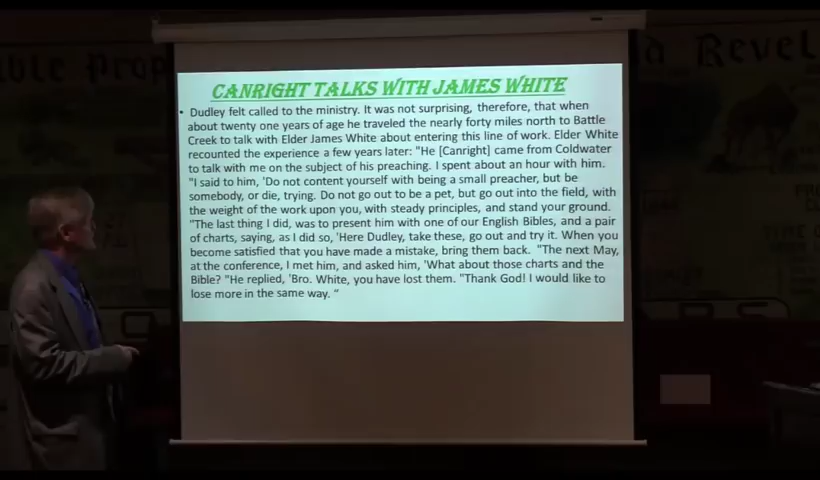 ible Prop
d Revel
CANRIGHT TALKS WITH JAMES WHITE
• Dudley felt called to the ministry. It was not surprising, therefore, that when
about twenty one years of age he traveled the nearly forty miles north to Battle
Creek to talk with Elder James White about entering this line of work. Elder White
recounted the experience a few years later: "He [Canright] came from Coldwater
to talk with me on the subject of his preaching. I spent about an hour with him.
"I said to him, 'Do not content yourself with being a small preacher, but be
somebody, or die, trying. Do not go out to be a pet, but go out into the field, with
the weight of the work upon you, with steady principles, and stand your ground.
"The last thing I did, was to present him with one of our English Bibles, and a pair
of charts, saying, as I did so, 'Here Dudley, take these, go out and try it. When you
become satisfied that you have made a mistake, bring them back. "The next May,
at the conference, I met him, and asked him, 'What about those charts and the
Bible? "He replied, 'Bro. White, you have lost them. "Thank God! I would like to
lose more in the same way. "